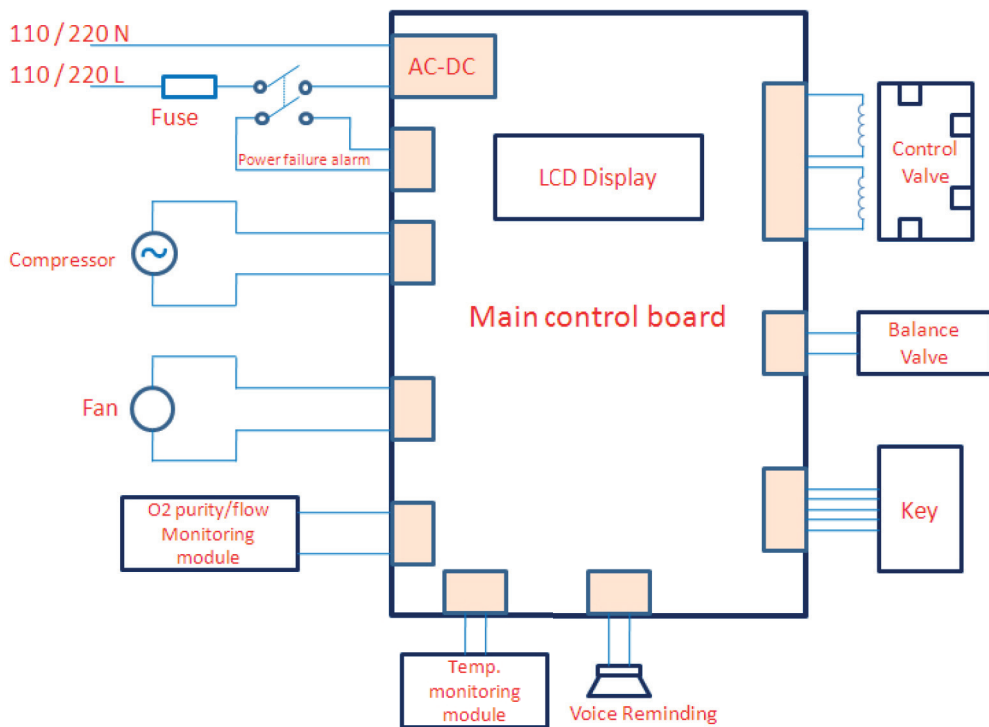 110 / 220 N
110 / 220 L
Fuse
AC-DC
Power failure alarm
LCD Display
Control
Valve
Compressor
Main control board
Balance
Valve
Fan
O2 purity/flow
Monitoring
module
Key
Temp.
monitoring
module
Voice Reminding